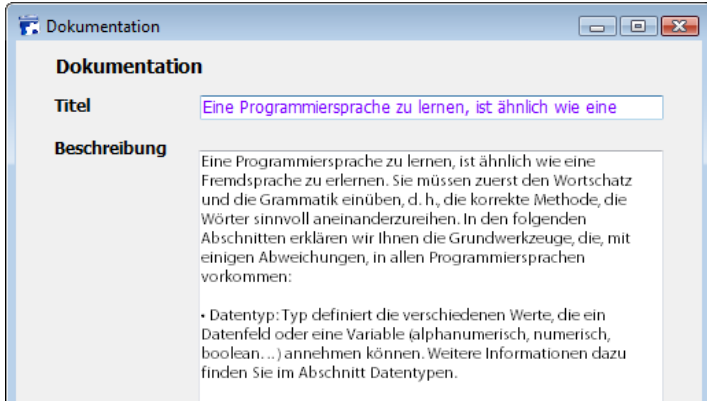 Dokumentation
Dokumentation
Titel
Eine Programmiersprache zu lernen, ist ähnlich wie eine
Beschreibung
Eine Programmiersprache zu lernen, ist ähnlich wie eine
Fremdsprache zu erlernen. Sie müssen zuerst den Wortschatz
und die Grammatik einüben, d. h., die korrekte Methode, die
Wörter sinnvoll aneinanderzureihen. In den folgenden
Abschnitten erklären wir Ihnen die Grundwerkzeuge, die, mit
einigen Abweichungen, in allen Programmiersprachen
vorkommen:
• Datentyp: Typ definiert die verschiedenen Werte, die ein
Datenfeld oder eine Variable (alphanumerisch, numerisch,
boolean…) annehmen können. Weitere Informationen dazu
finden Sie im Abschnitt Datentypen.